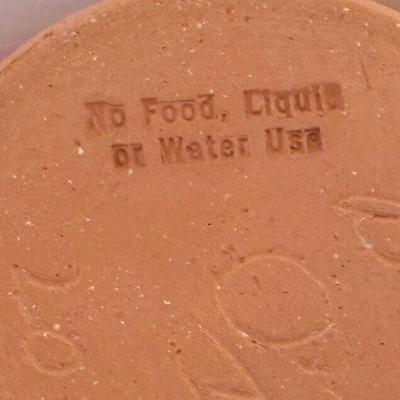 No Food, Liquid
or Water Use